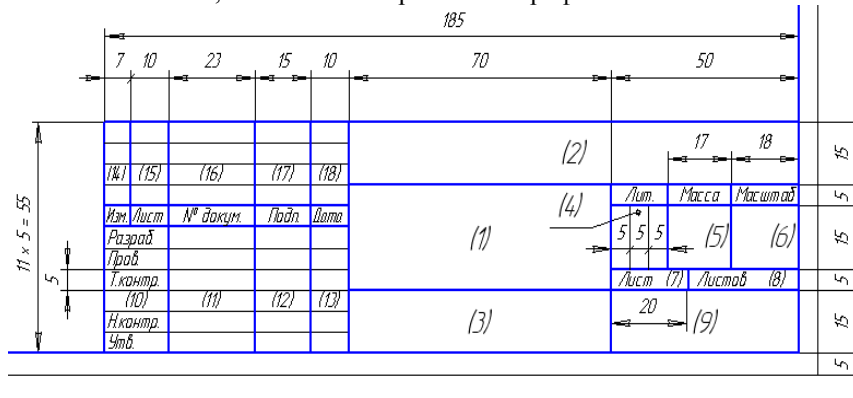 185
7 10 23 15 10 70 50
(2) 17 18 15
(14) (15) (16) (17) (18)
(4) Лит. Масса Масштаб 5
Изм. Лист № докум. Подп. Дата
11 x 5 = 55
Разраб. (1) 5 5 5 (5) (6) 15
Пров.
5 Т.контр. Лист (7) Листов (8) 5
(10) (11) (12) (13) 20
Н.контр. (3) (9) 15
Утв.
5